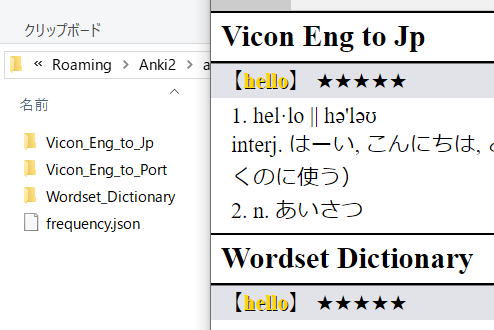 クリップボード
« Roaming › Anki2 ›
名前
Vicon_Eng_to_Jp
Vicon_Eng_to_Port
Wordset_Dictionary
frequency.json
Vicon Eng to Jp
【hello】 ★★★★★
1. hel·lo || hə'ləʊ
interj. はーい, こんにちは,
くのに使う）
2. n. あいさつ
Wordset Dictionary
【hello】 ★★★★★